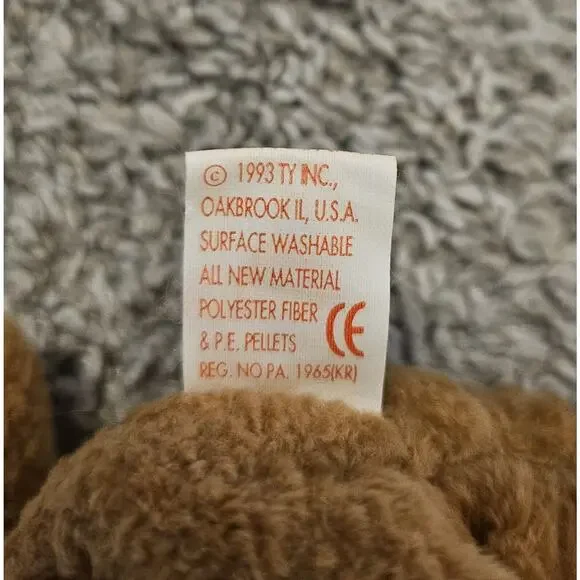 © 1993 TY INC.,
OAKBROOK IL, U.S.A.
SURFACE WASHABLE
ALL NEW MATERIAL
POLYESTER FIBER
& P.E. PELLETS CE
REG. NO PA. 1965(KR)